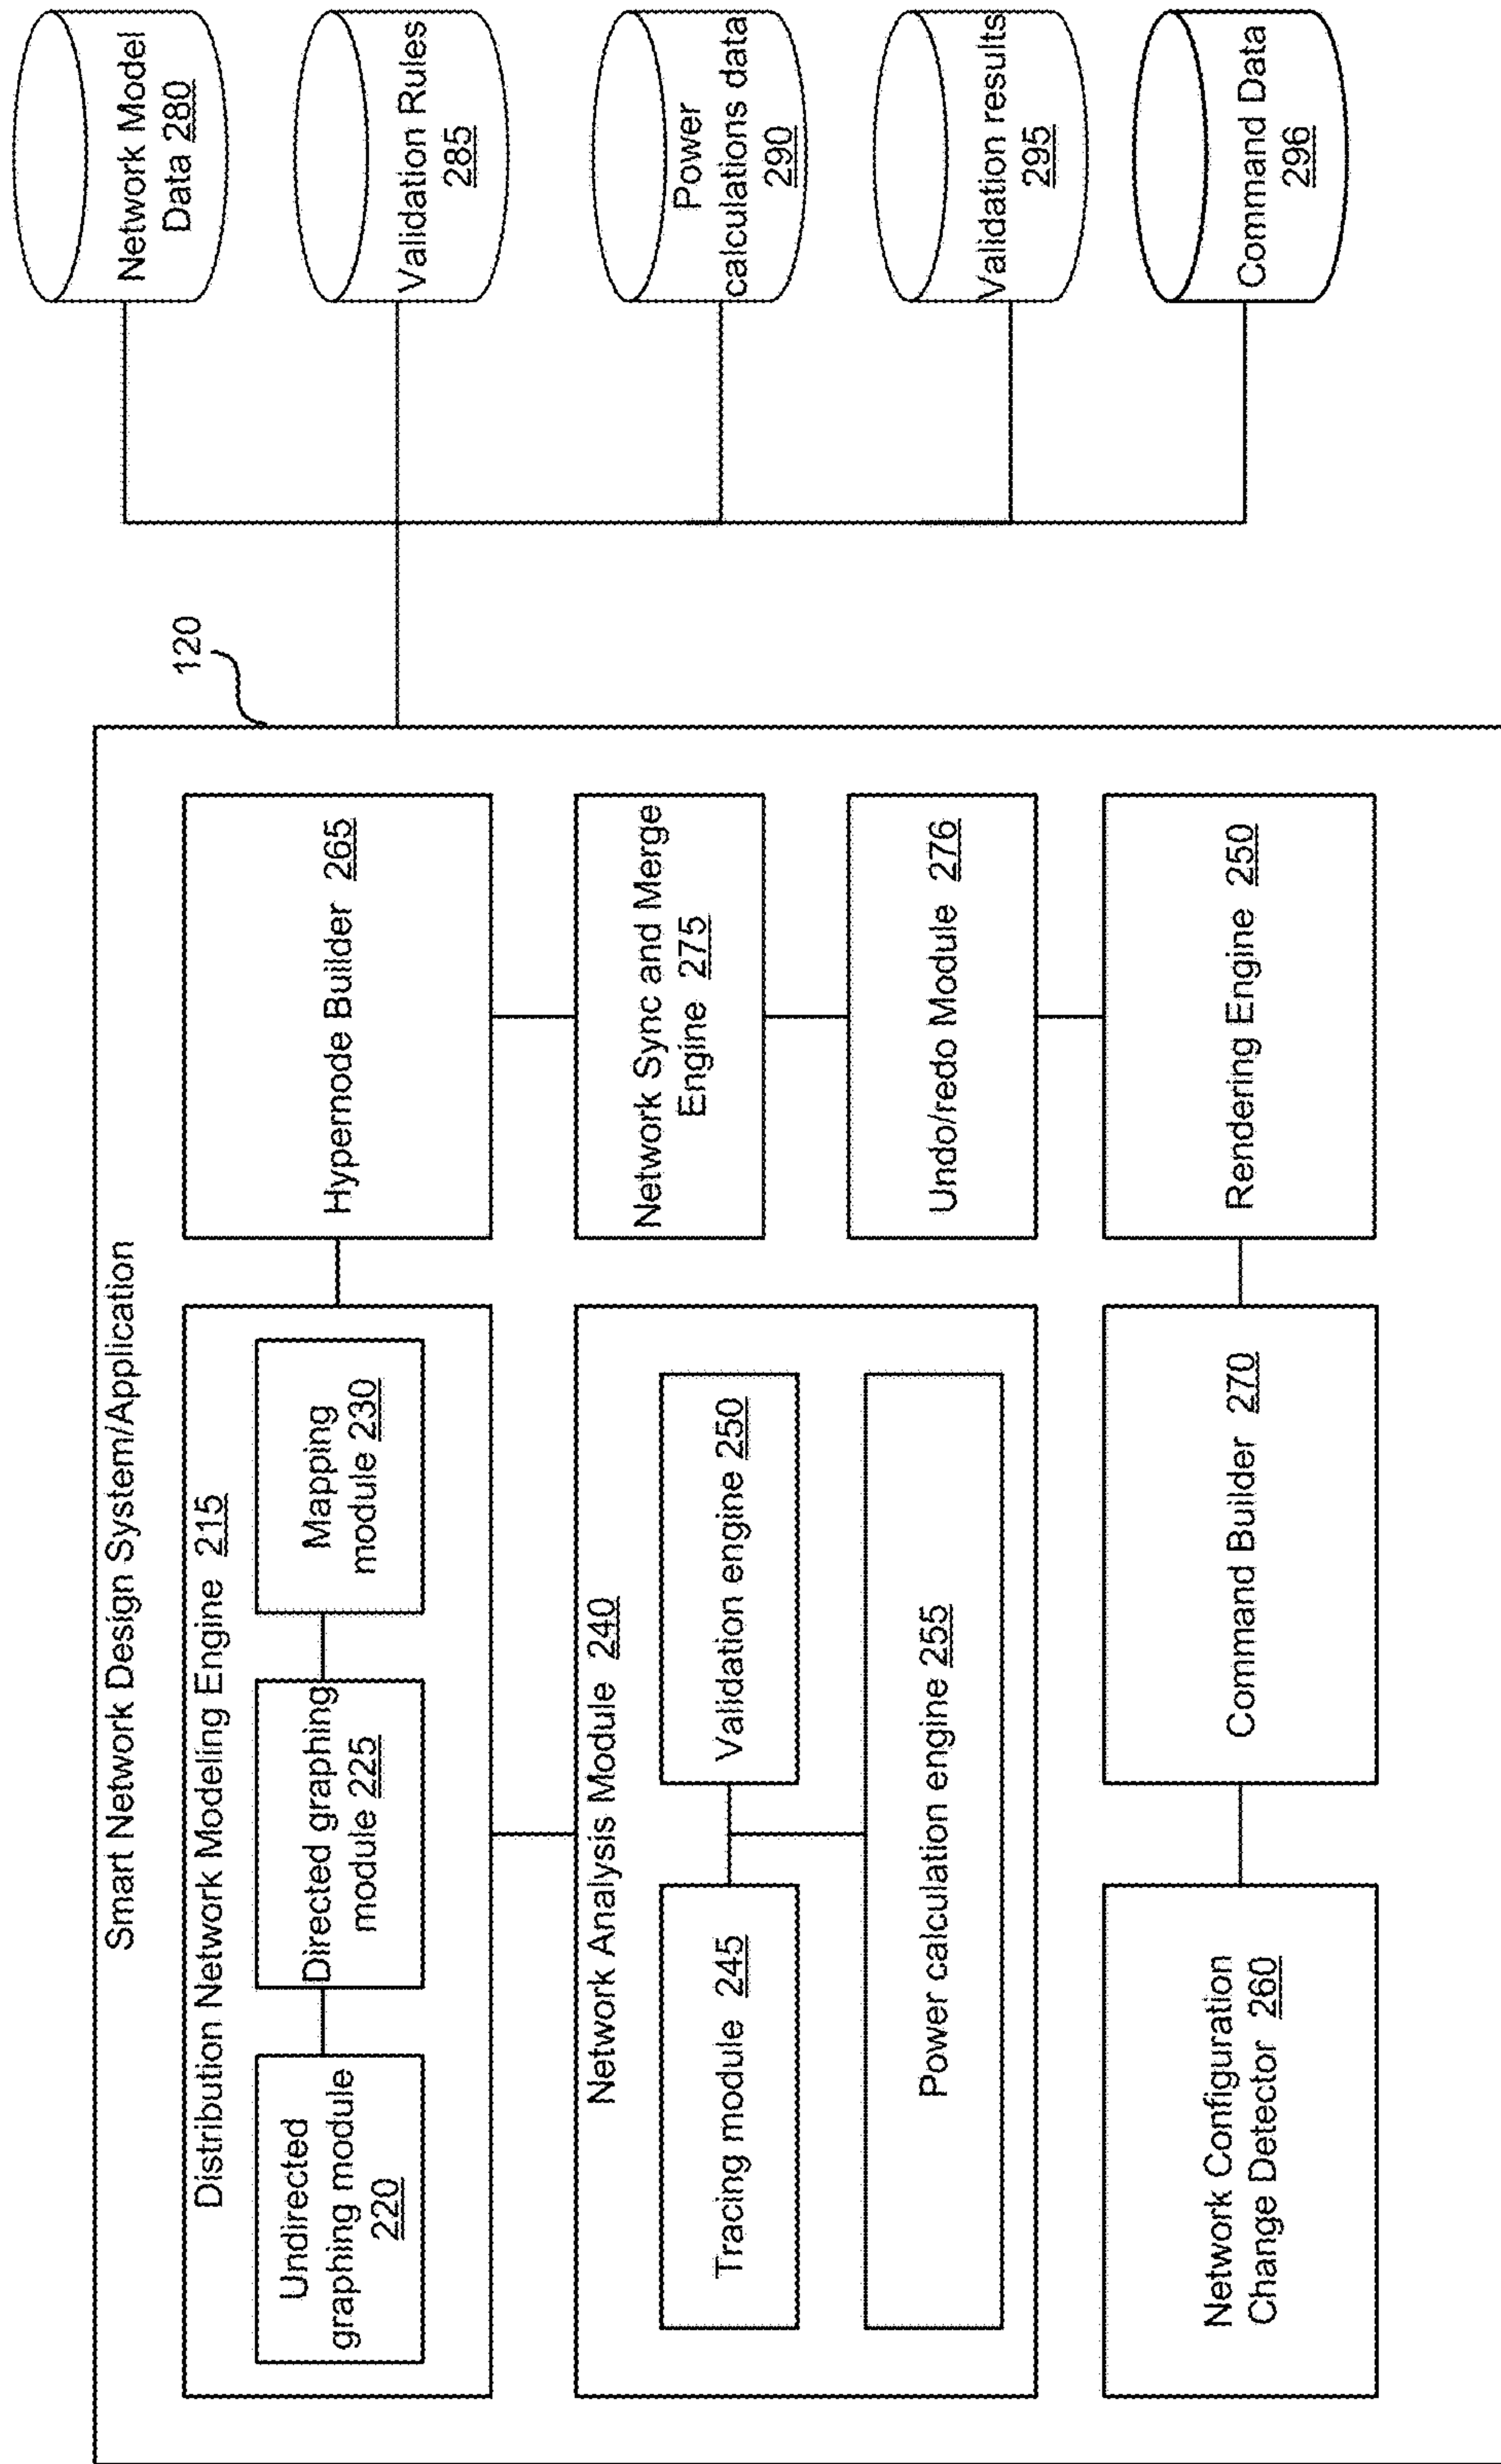 Smart Network Design System/Application
120
Distribution Network Modeling Engine 215
Undirected
graphing module
220
Directed graphing
module 225
Mapping
module 230
Hypernode Builder 265
Network Analysis Module 240
Tracing module 245
Validation engine 250
Power calculation engine 255
Network Sync and Merge
Engine 275
Undo/redo Module 276
Network Configuration
Change Detector 260
Command Builder 270
Rendering Engine 250
Network Model
Data 280
Validation Rules
285
Power
calculations data
290
Validation results
295
Command Data
296